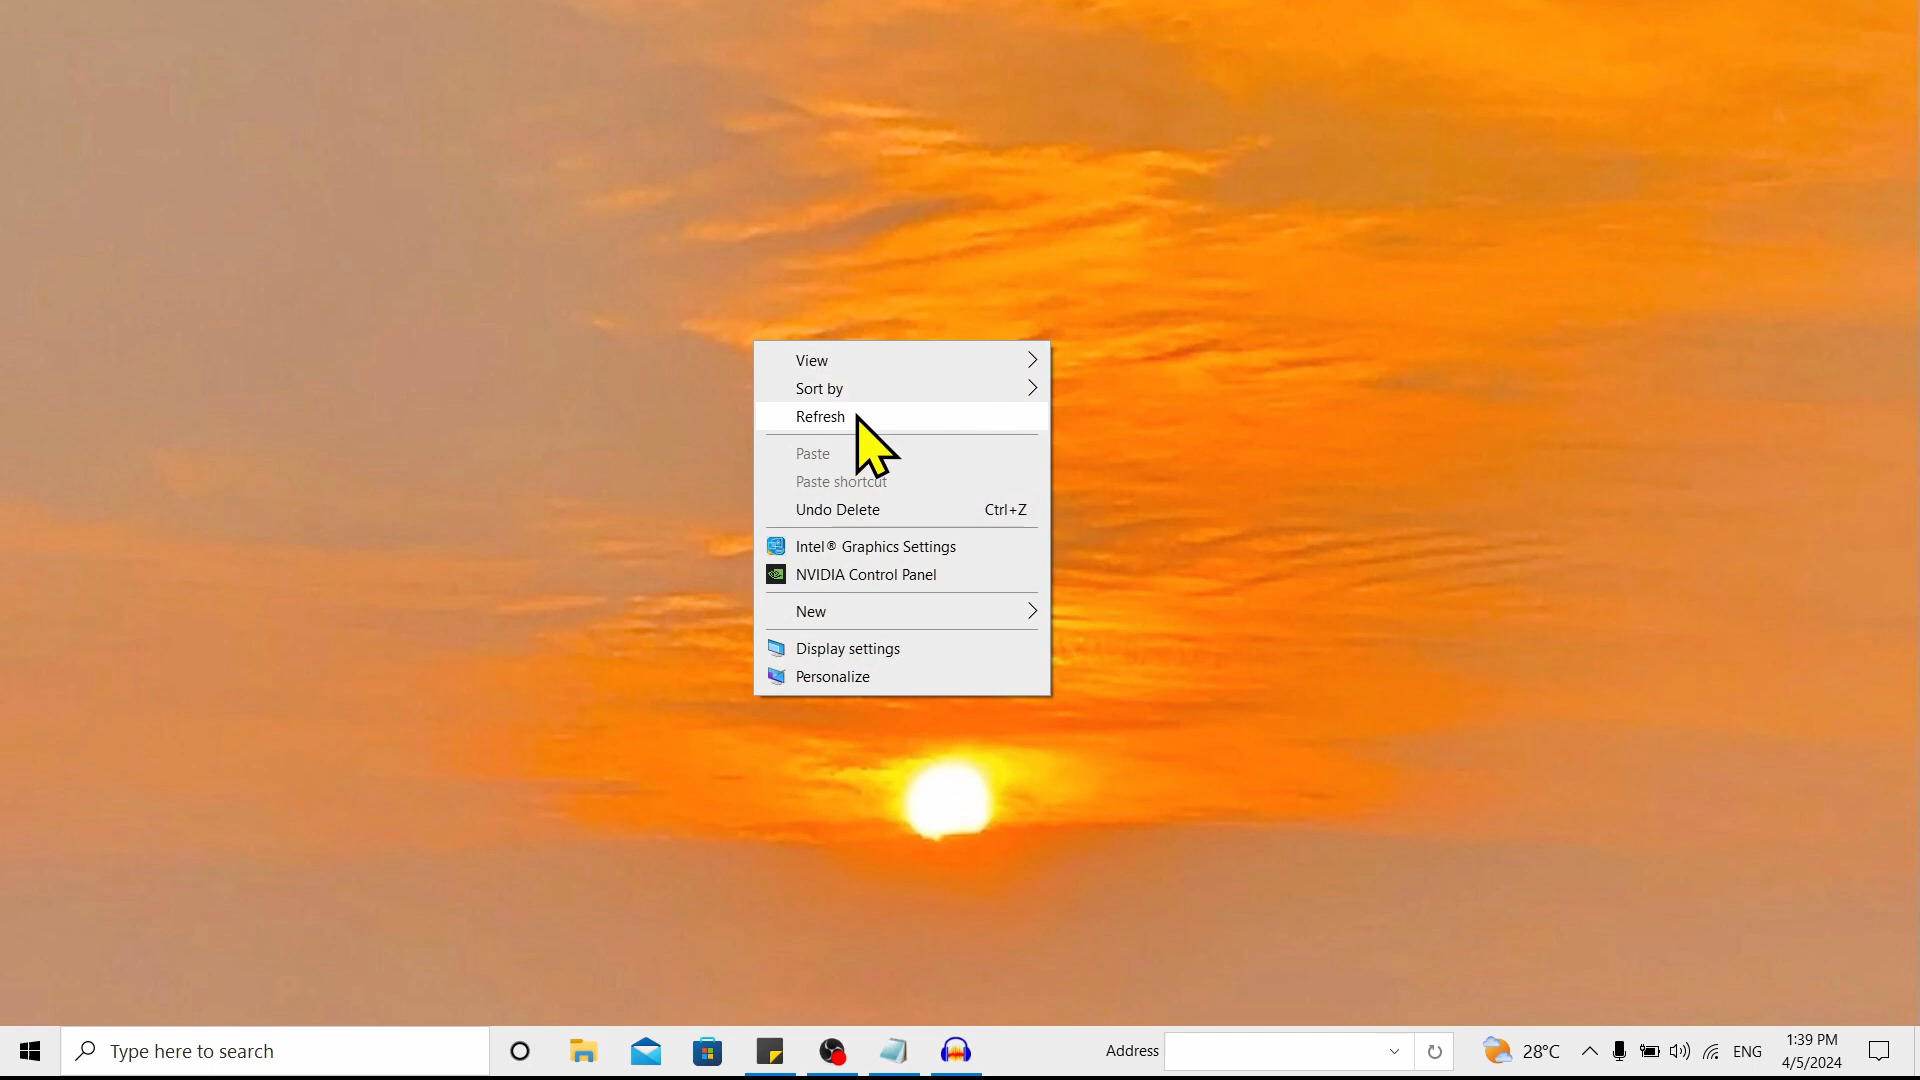 View
Sort by
Refresh
Paste
Paste shortcut
Undo Delete Ctrl+Z
Intel® Graphics Settings
NVIDIA Control Panel
New
Display settings
Personalize
Type here to search
Address
28°C
ENG
1:39 PM
4/5/2024